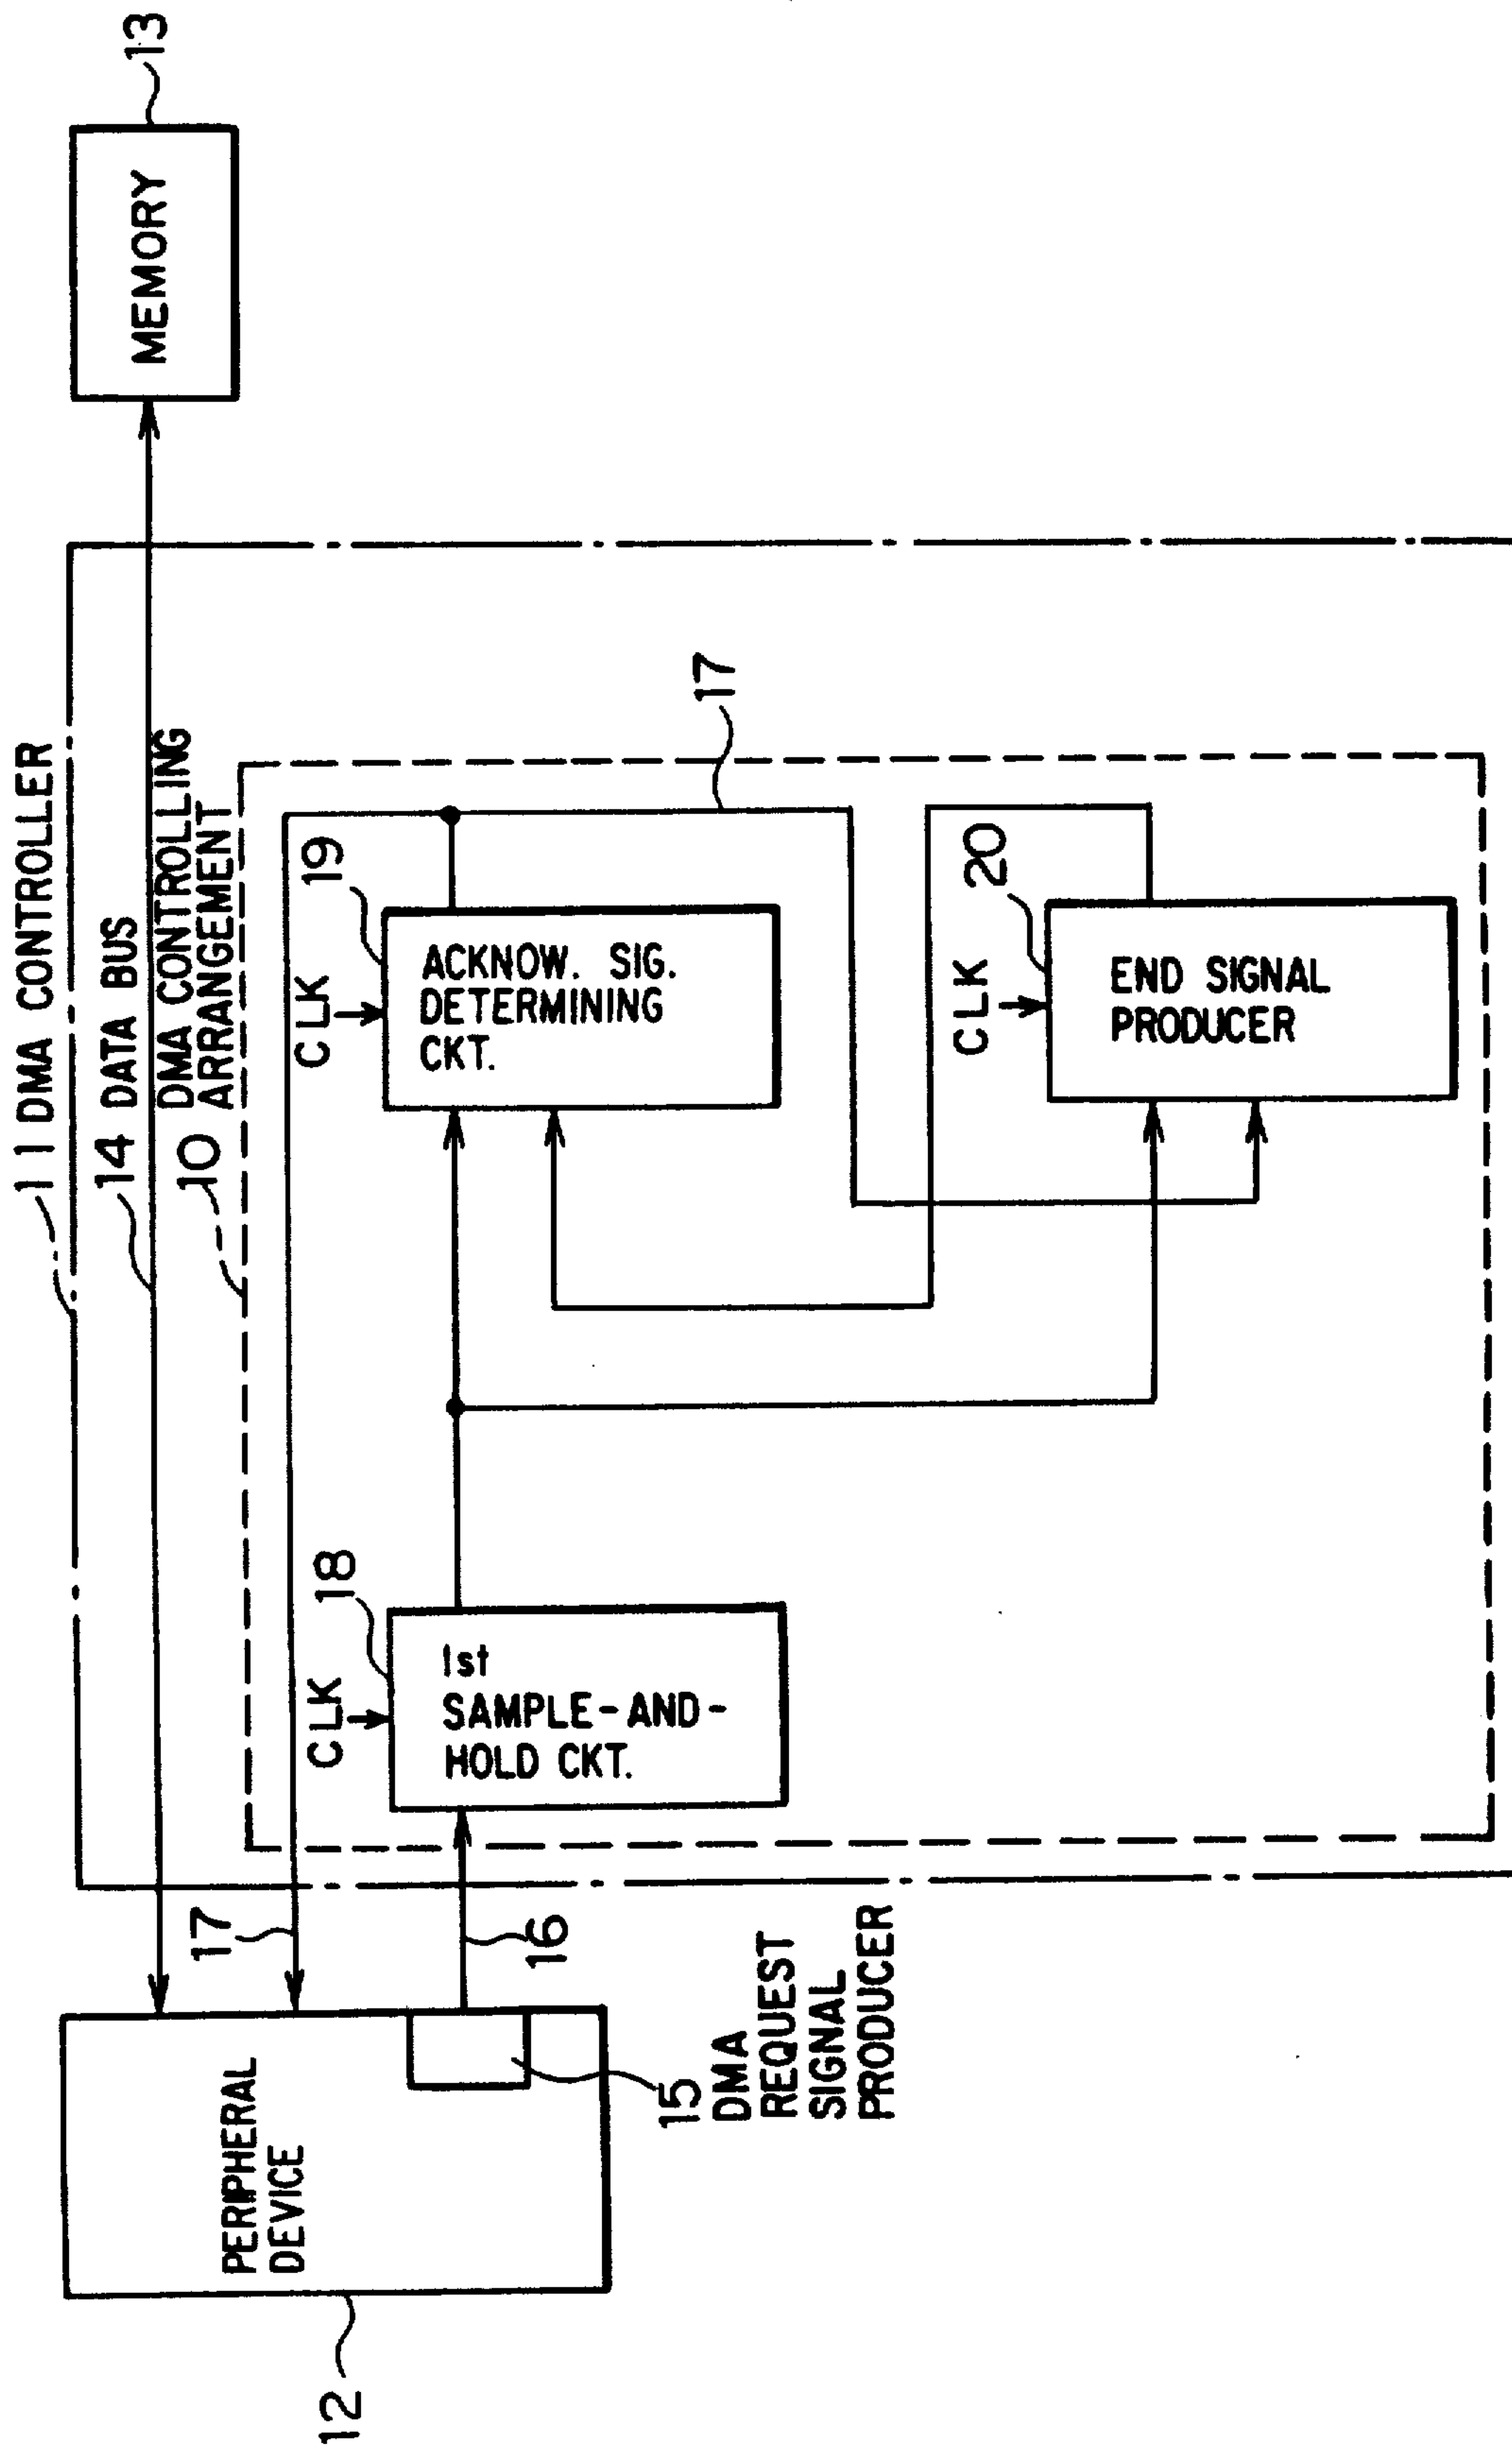 11 DMA CONTROLLER
14 DATA BUS
DMA CONTROLLING
10 ARRANGEMENT
13
MEMORY
12
PERIPHERAL
DEVICE
17
16
15
DMA
REQUEST
SIGNAL
PRODUCER
CLK
18
1st
SAMPLE-AND-
HOLD CKT.
CLK
19
ACKNOW. SIG.
DETERMINING
CKT.
17
CLK
20
END SIGNAL
PRODUCER